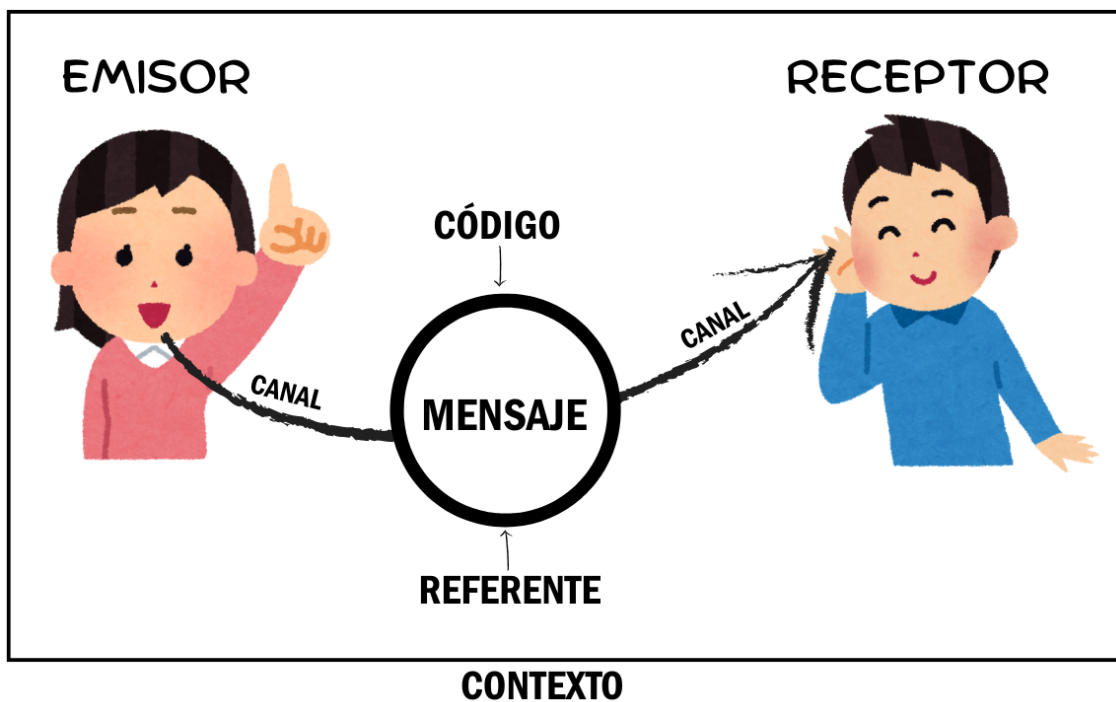 EMISOR
RECEPTOR
CÓDIGO
CANAL
MENSAJE
CANAL
REFERENTE
CONTEXTO